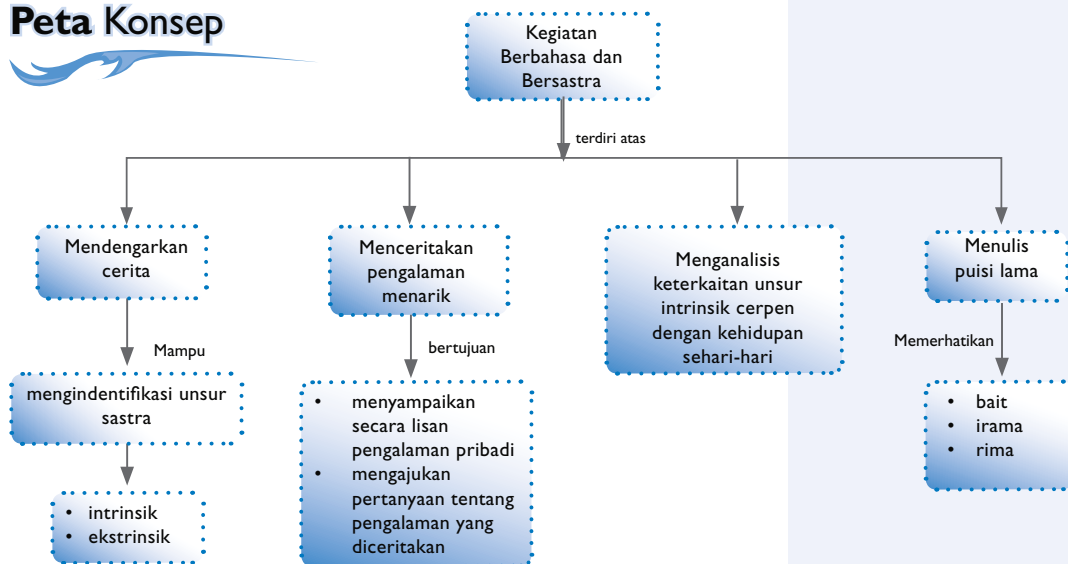 Peta Konsep
Kegiatan
Berbahasa dan
Bersastra
terdiri atas
Mendengarkan
cerita
Mampu
mengindentifikasi unsur
sastra
• intrinsik
• ekstrinsik
Menceritakan
pengalaman
menarik
bertujuan
• menyampaikan
secara lisan
pengalaman pribadi
• mengajukan
pertanyaan tentang
pengalaman yang
diceritakan
Menganalisis
keterkaitan unsur
intrinsik cerpen
dengan kehidupan
sehari-hari
Menulis
puisi lama
Memerhatikan
• bait
• irama
• rima